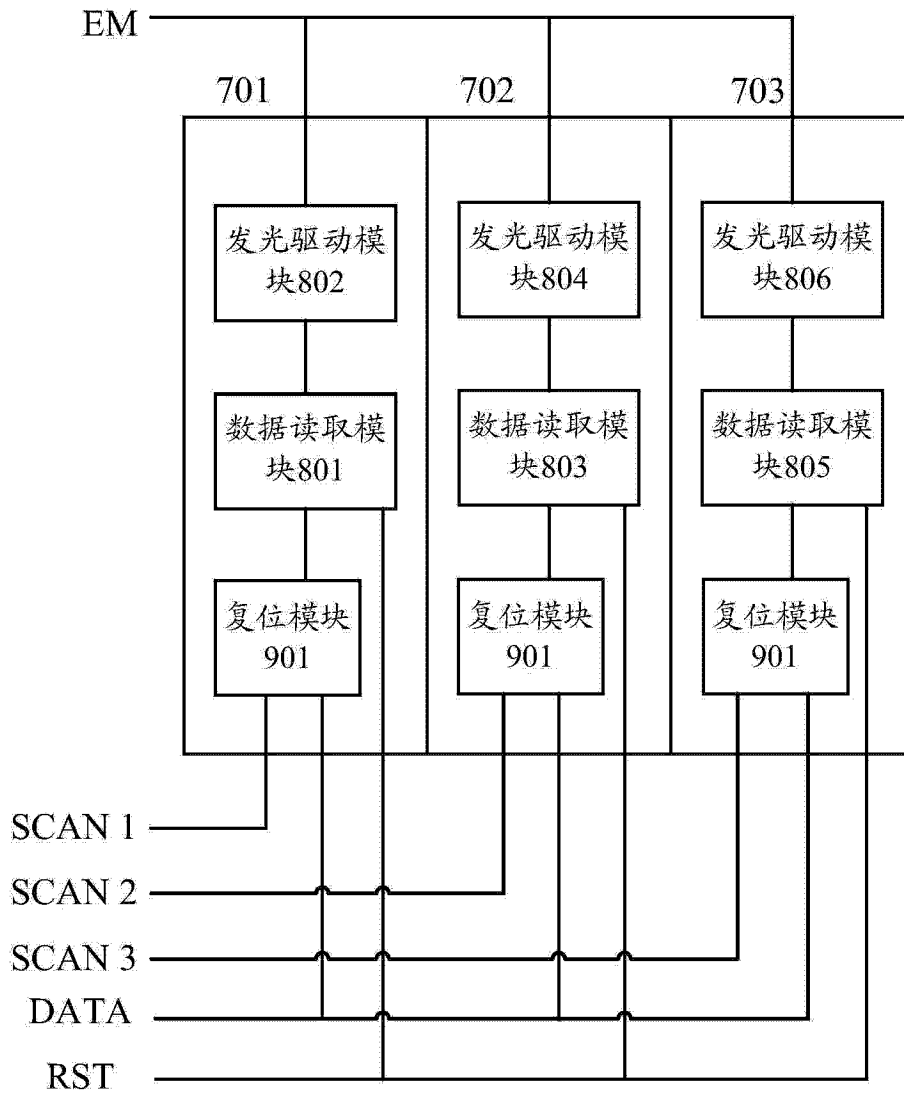 EM
701 702 703
发光驱动模
块802
发光驱动模
块804
发光驱动模
块806
数据读取模
块801
数据读取模
块803
数据读取模
块805
复位模块
901
复位模块
901
复位模块
901
SCAN 1
SCAN 2
SCAN 3
DATA
RST